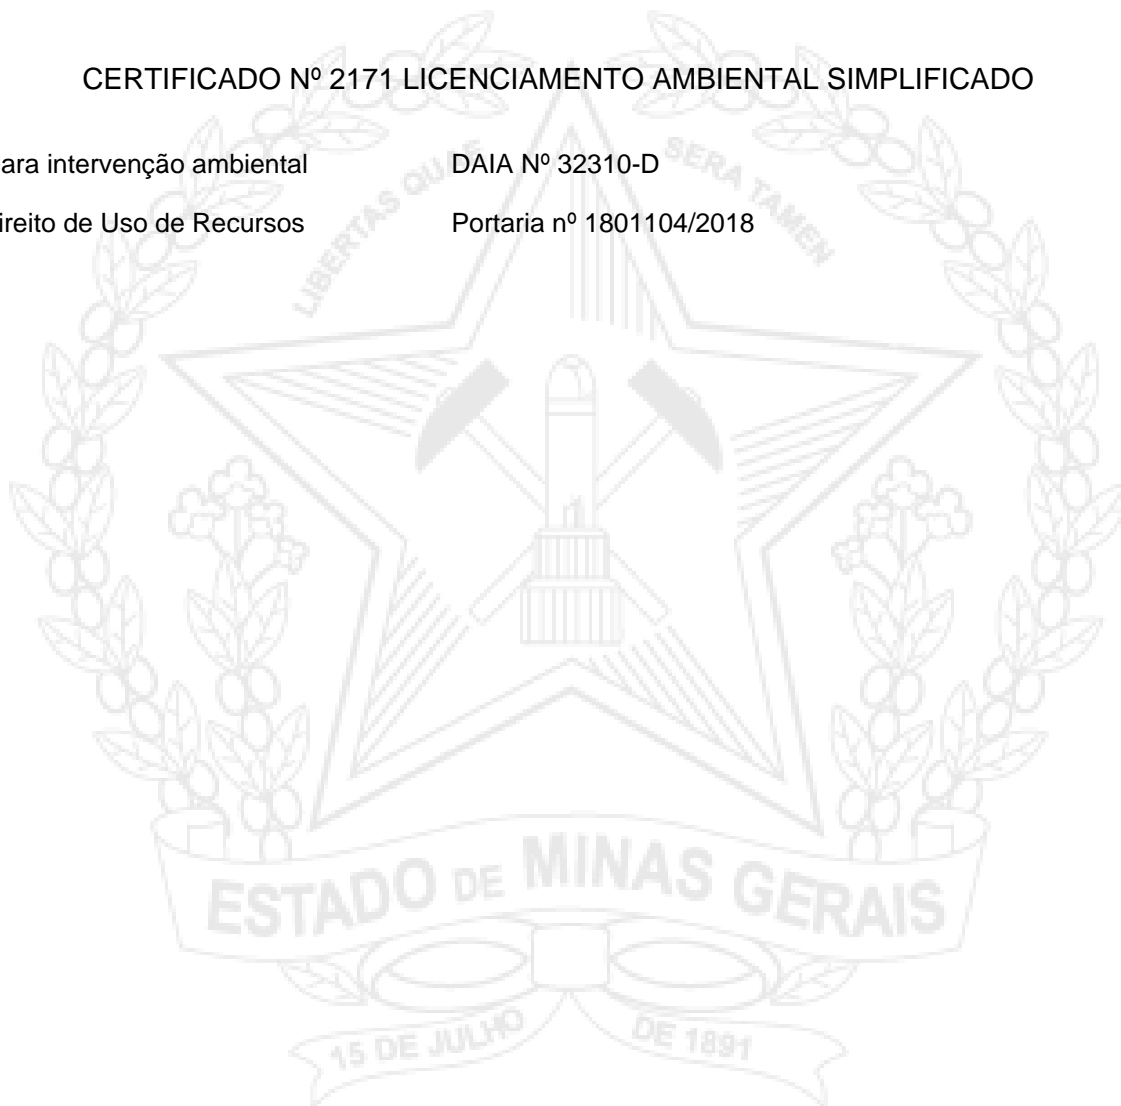 CERTIFICADO Nº 2171 LICENCIAMENTO AMBIENTAL SIMPLIFICADO
ara intervenção ambiental DAIA Nº 32310-D
ireito de Uso de Recursos Portaria nº 1801104/2018
LIBERTAS QUE SERA TAMEN
ESTADO DE MINAS GERAIS
15 DE JULHO DE 1891